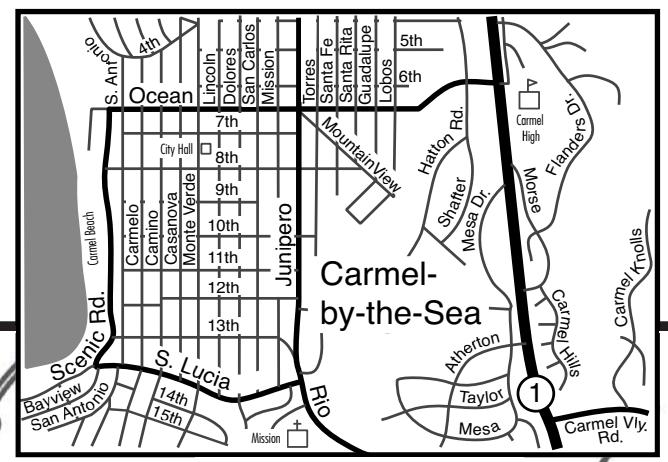 S. Antonio
4th
Lincoln
Dolores
San Carlos
Mission
Torres
Santa Fe
Santa Rita
Guadalupe
Lobos
5th
6th
Ocean
7th
City Hall
8th
Mountain View
Hatton Rd.
Carmel
High
Flanders Dr.
Carmel Beach
Carmelo
Camino
Casanova
Monte Verde
9th
10th
11th
12th
13th
Junipero
Shafter
Mesa Dr.
Morse
Carmel-
by-the-Sea
Carmel Knolls
Carmel Hills
Scenic Rd.
S. Lucia
Bayview
San Antonio
14th
15th
Mission
Rio
Atherton
Taylor
Mesa
1
Carmel Vly.
Rd.